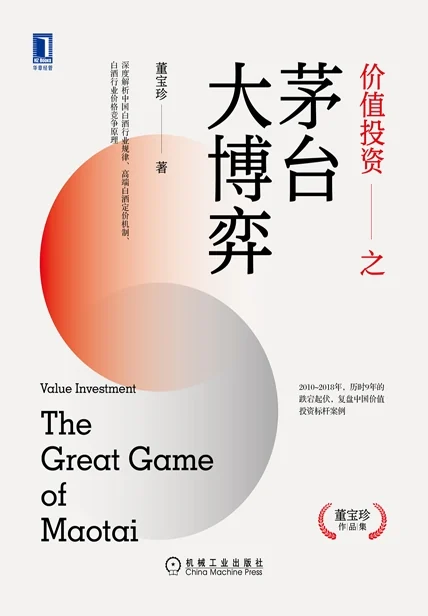 华章经管
价值投资——之
茅台
大博弈
董宝珍 著
深度解析中国白酒行业规律、高端白酒定价机制、
白酒行业价格竞争原理
Value Investment
The
Great Game
of
Maotai
2010~2018年,历时9年的
跌宕起伏,复盘中国价值
投资标杆案例
董宝珍
作品集
机械工业出版社
China Machine Press